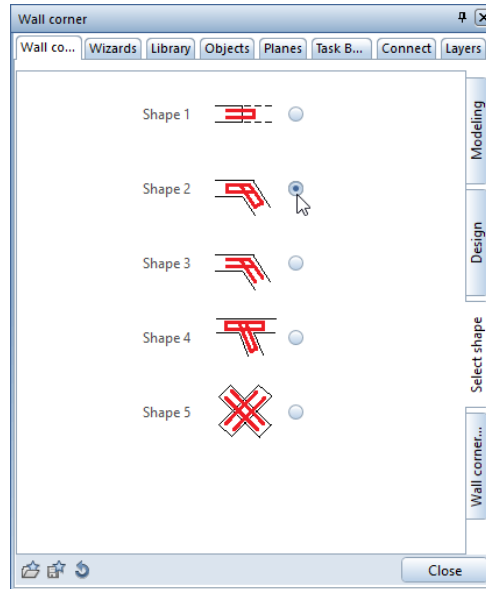 Wall corner
Wall co... Wizards Library Objects Planes Task B... Connect Layers
Shape 1
Shape 2
Shape 3
Shape 4
Shape 5
Modeling
Design
Select shape
Wall corner...
Close